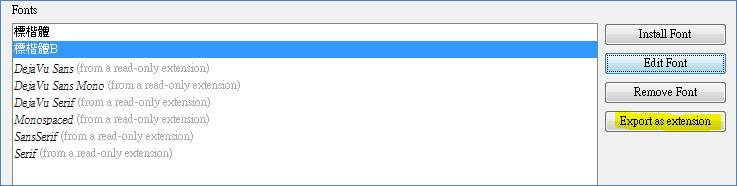 Fonts
標楷體
標楷體B
DejaVu Sans (from a read-only extension)
DejaVu Sans Mono (from a read-only extension)
DejaVu Serif (from a read-only extension)
Monospaced (from a read-only extension)
SansSerif (from a read-only extension)
Serif (from a read-only extension)
Install Font
Edit Font
Remove Font
Export as extension